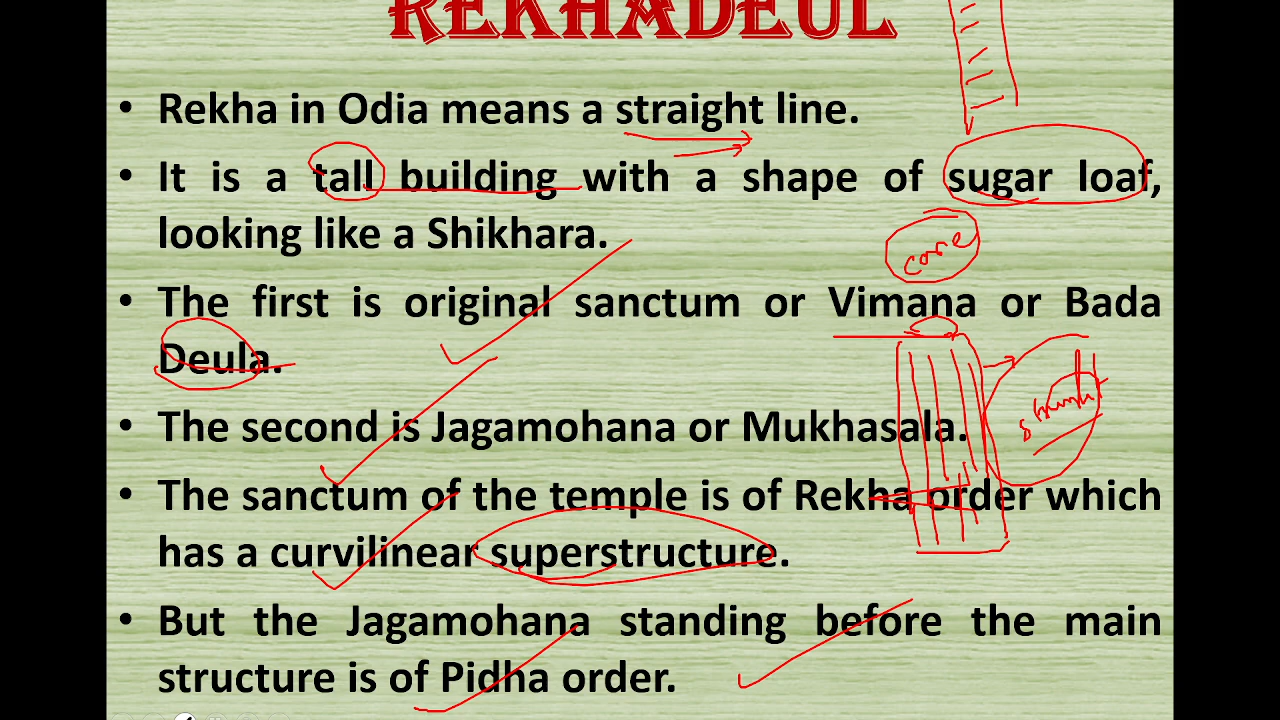 REKHADEUL
• Rekha in Odia means a straight line.
• It is a tall building with a shape of sugar loaf,
looking like a Shikhara.
core
• The first is original sanctum or Vimana or Bada
Deula.
• The second is Jagamohana or Mukhasala.
• The sanctum of the temple is of Rekha order which
has a curvilinear superstructure.
• But the Jagamohana standing before the main
structure is of Pidha order.